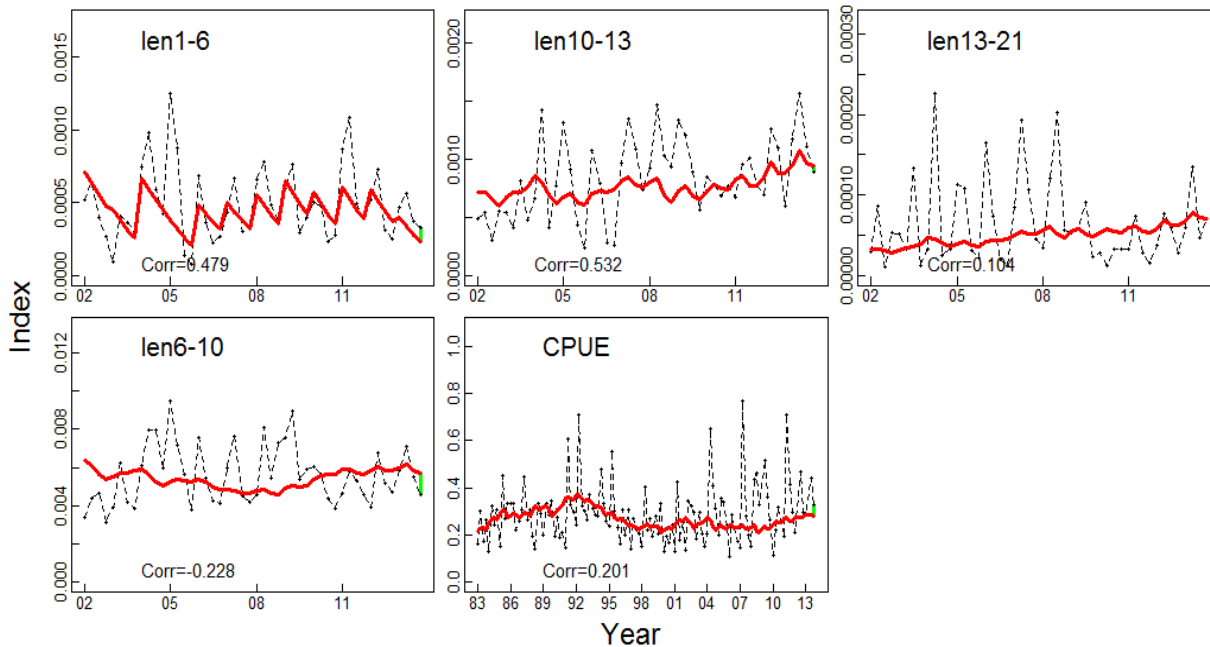 len1-6
0.0015
0.0010
0.0005
0.0000
Corr=0.479
02 05 08 11
len10-13
0.0020
0.0010
0.0000
Corr=0.532
02 05 08 11
len13-21
0.00030
0.00020
0.00010
0.00000
Corr=0.104
02 05 08 11
Index
len6-10
0.012
0.008
0.004
0.000
Corr=-0.228
02 05 08 11
CPUE
1.0
0.8
0.6
0.4
0.2
0.0
Corr=0.201
83 86 89 92 95 98 01 04 07 10 13
Year